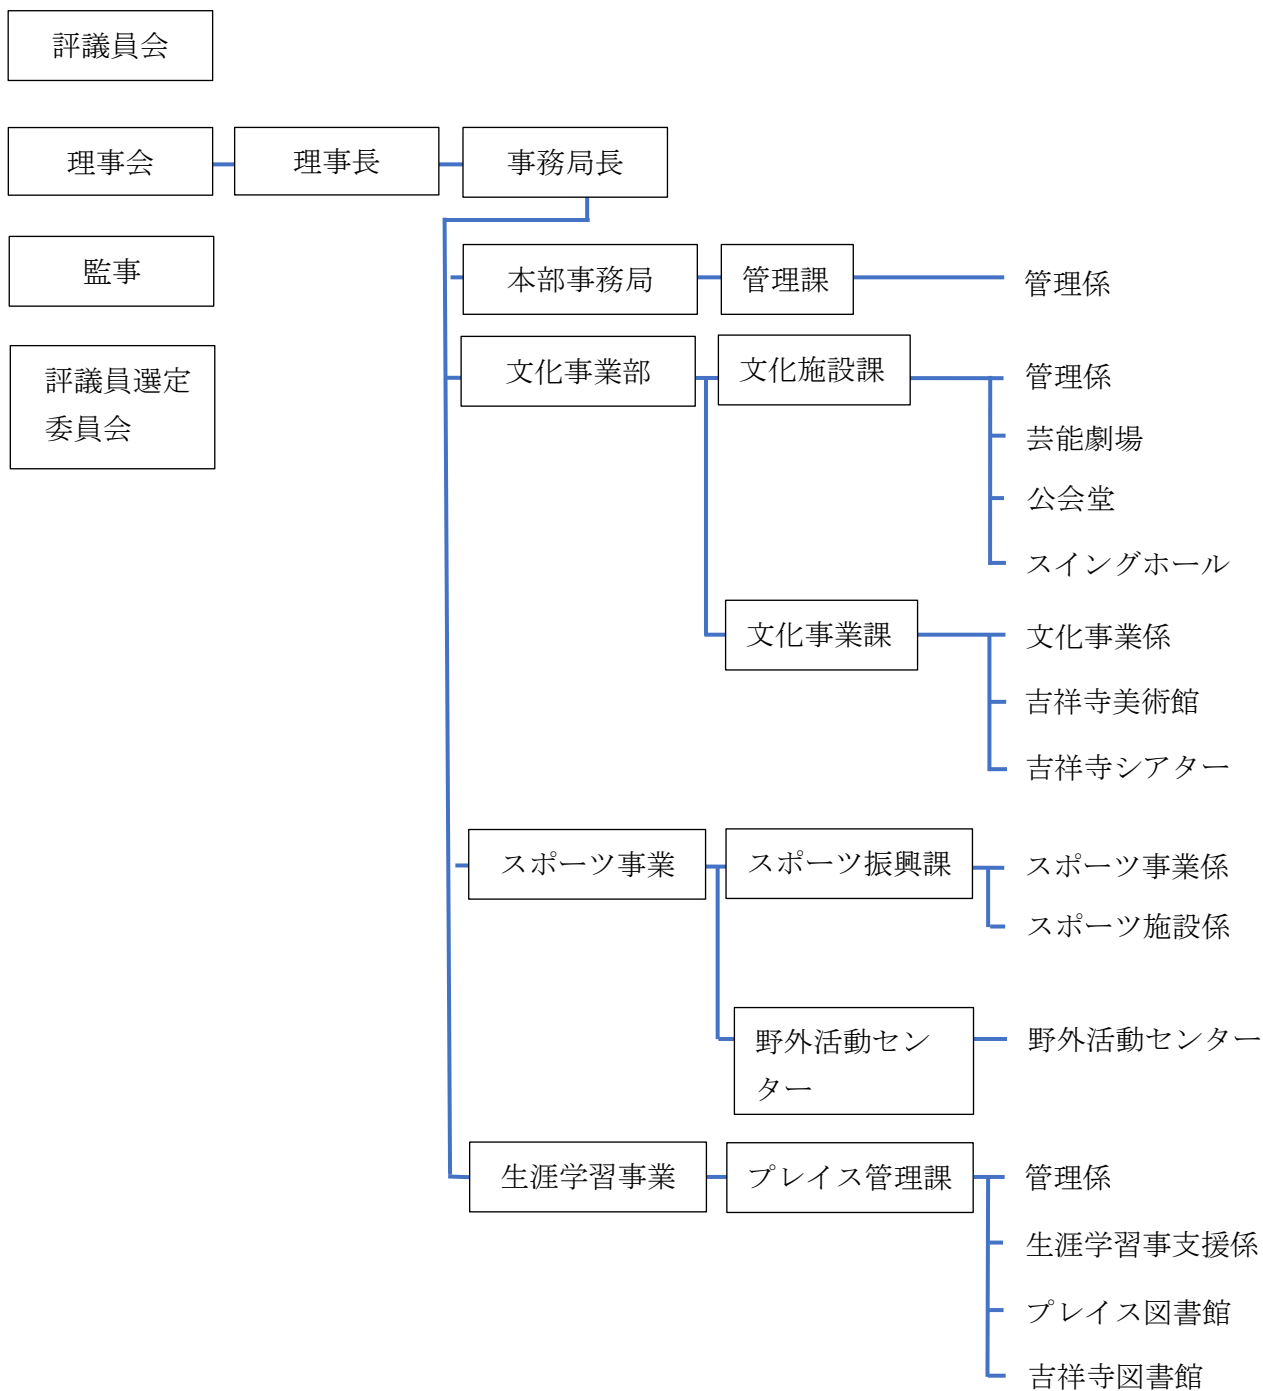 評議員会
理事会
理事長
事務局長
監事
評議員選定
委員会
本部事務局
管理課
管理係
文化事業部
文化施設課
管理係
芸能劇場
公会堂
スイングホール
文化事業課
文化事業係
吉祥寺美術館
吉祥寺シアター
スポーツ事業
スポーツ振興課
スポーツ事業係
スポーツ施設係
野外活動セン
ター
野外活動センター
生涯学習事業
プレイス管理課
管理係
生涯学習事支援係
プレイス図書館
吉祥寺図書館